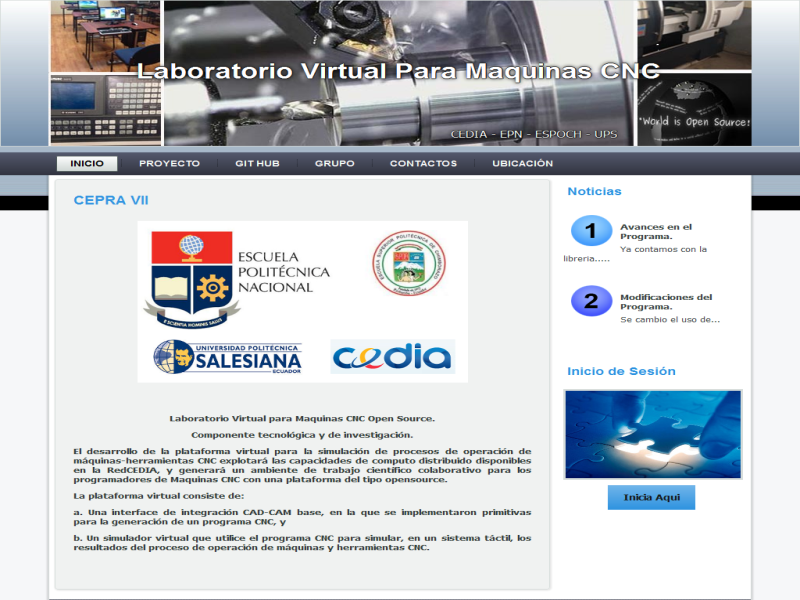 Laboratorio Virtual Para Maquinas CNC
"World is Open Source!
CEDIA - EPN - ESPOCH - UPS
INICIO PROYECTO GIT HUB GRUPO CONTACTOS UBICACIÓN
CEPRA VII
ESCUELA
POLITÉCNICA
NACIONAL
E SCIENTIA HOMINIS SALUS
ESCUELA SUPERIOR POLITÉCNICA DE CHIMBORAZO
UNIVERSIDAD POLITÉCNICA
SALESIANA
ECUADOR
cedia
Laboratorio Virtual para Maquinas CNC Open Source.
Componente tecnológica y de investigación.
El desarrollo de la plataforma virtual para la simulación de procesos de operación de
máquinas-herramientas CNC explotará las capacidades de computo distribuido disponibles
en la RedCEDIA, y generará un ambiente de trabajo científico colaborativo para los
programadores de Maquinas CNC con una plataforma del tipo opensource.
La plataforma virtual consiste de:
a. Una interface de integración CAD-CAM base, en la que se implementaron primitivas
para la generación de un programa CNC, y
b. Un simulador virtual que utilice el programa CNC para simular, en un sistema táctil, los
resultados del proceso de operación de máquinas y herramientas CNC.
Noticias
1
Avances en el
Programa.
Ya contamos con la
libreria.....
2
Modificaciones del
Programa.
Se cambio el uso de...
Inicio de Sesión
Inicia Aqui